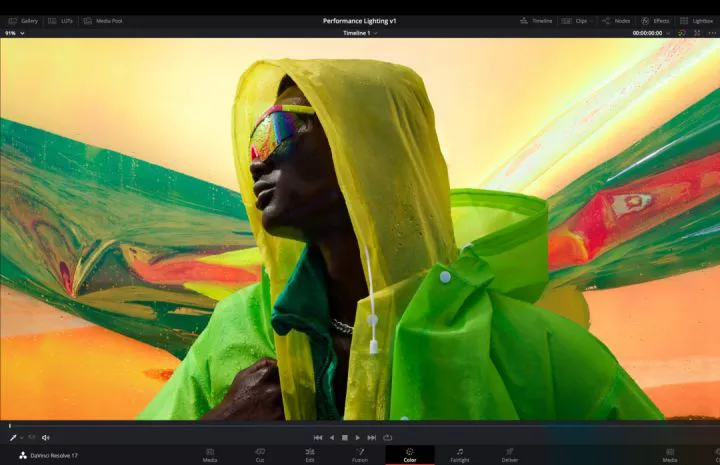 Gallery LUTs Media Pool Performance Lighting v1 Timeline Clips Nodes Effects Lightbox
91% Timeline 1 00:00:00:00
DaVinci Resolve 17 Media Cut Edit Fusion Color Fairlight Deliver Media